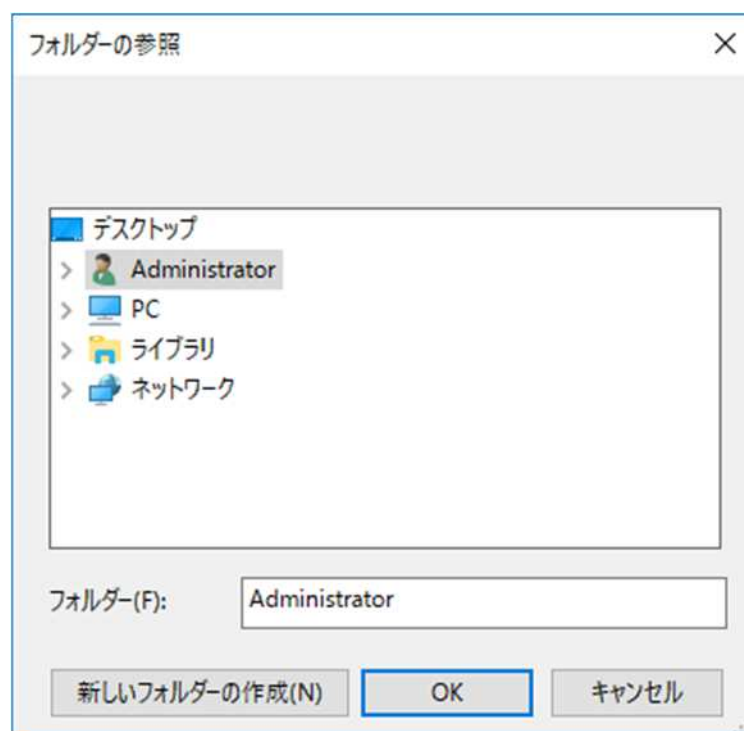 フォルダーの参照
デスクトップ
Administrator
PC
ライブラリ
ネットワーク
フォルダー(F): Administrator
新しいフォルダーの作成(N) OK キャンセル